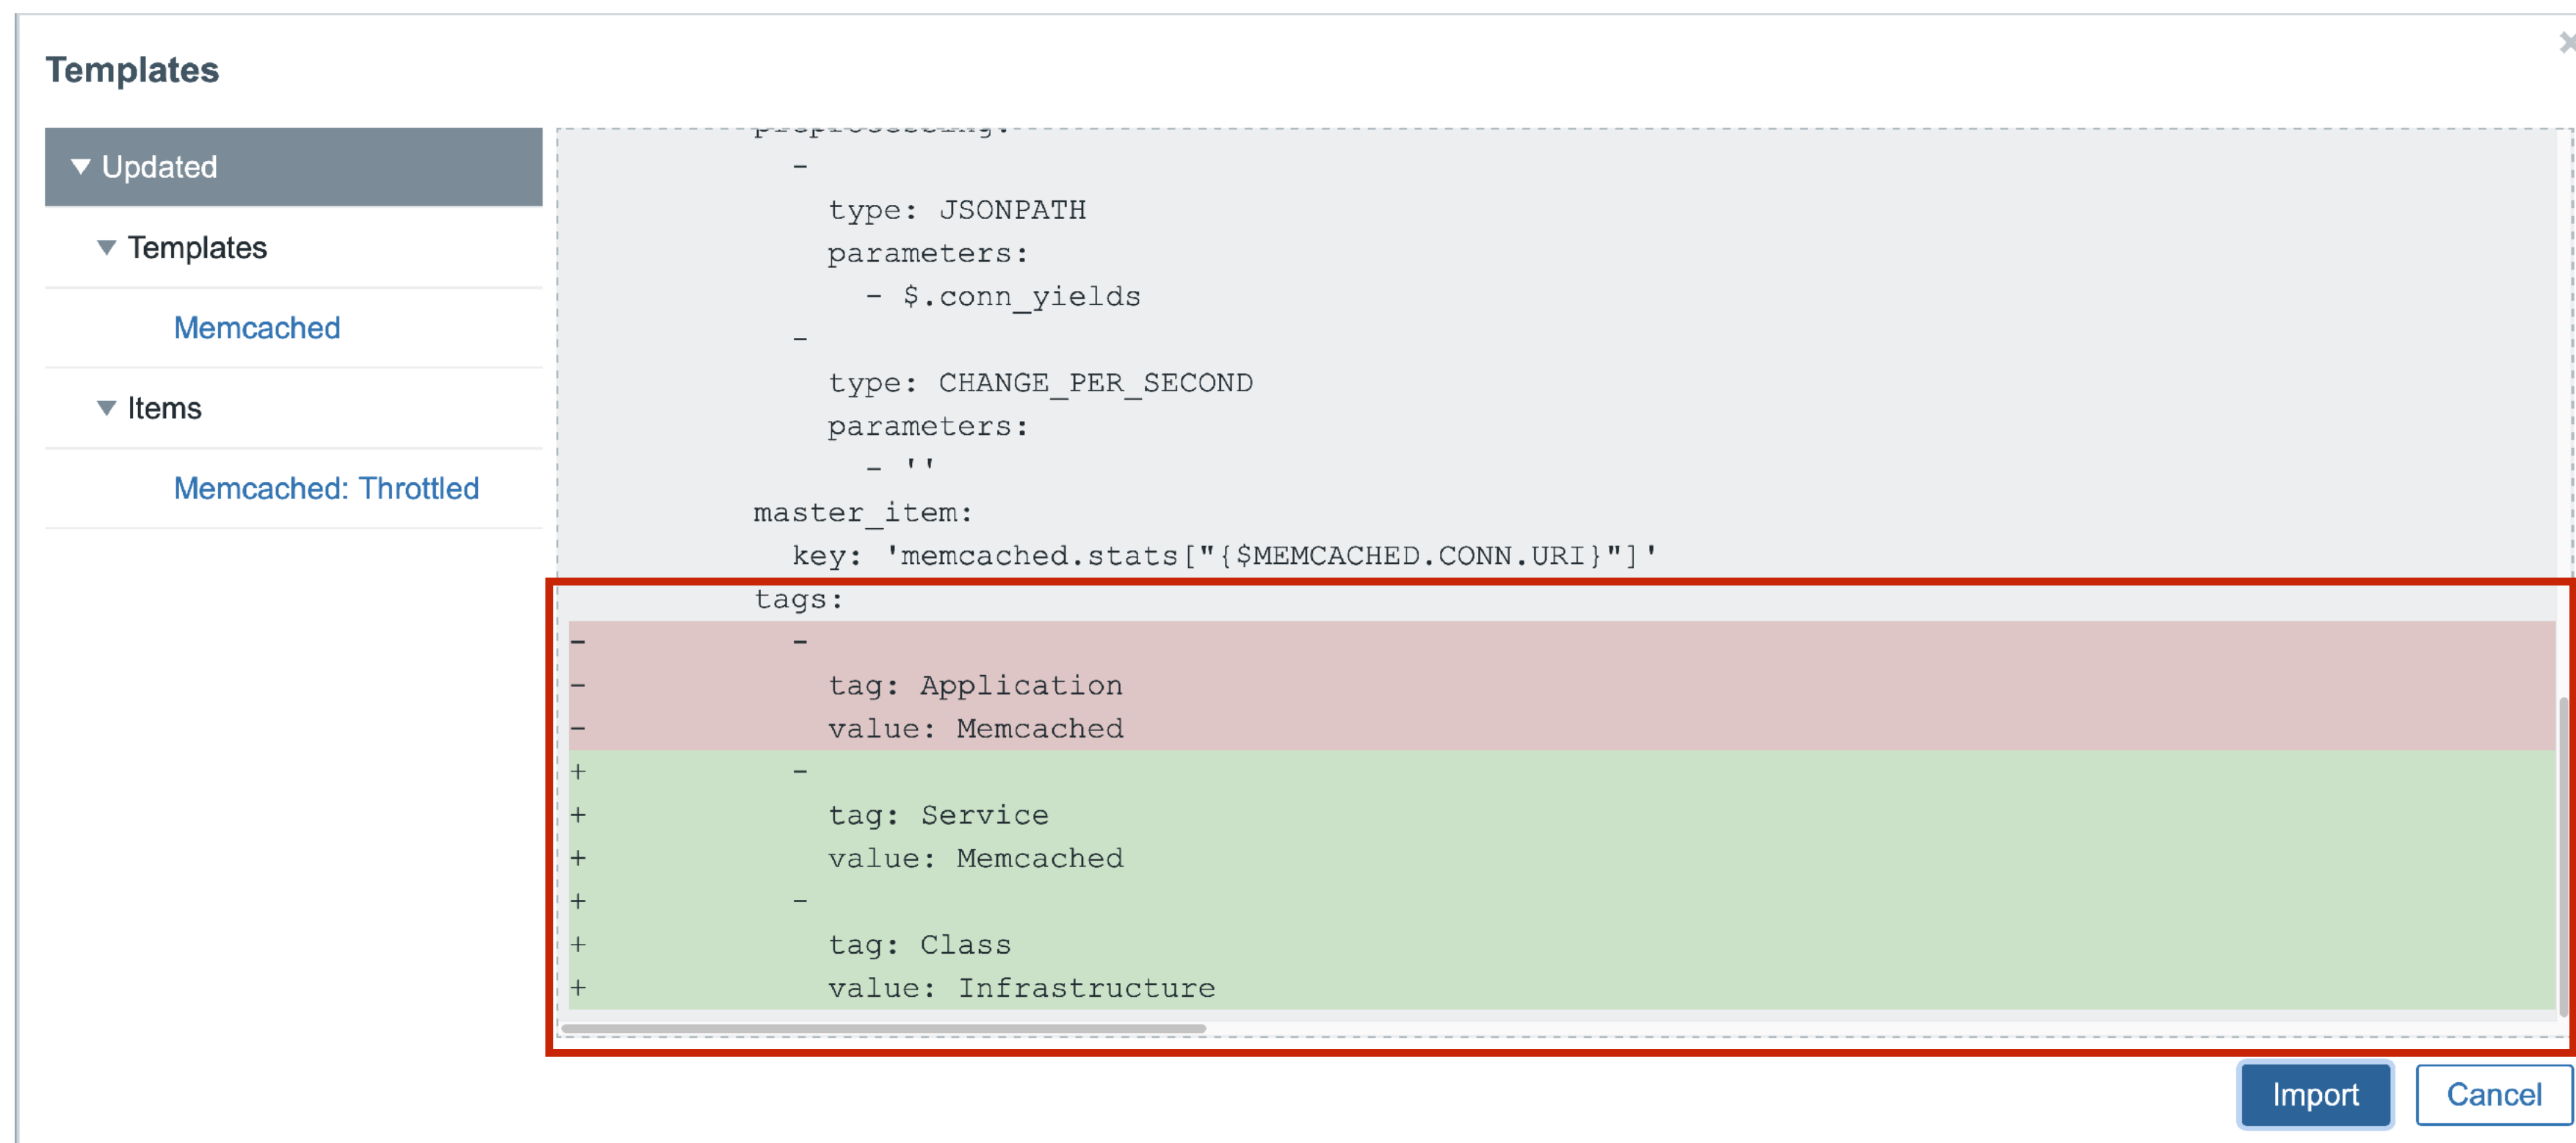 Templates
Updated
Templates
Memcached
Items
Memcached: Throttled
preprocessing:
-
type: JSONPATH
parameters:
- $.conn_yields
-
type: CHANGE_PER_SECOND
parameters:
- ''
master_item:
key: 'memcached.stats["{$MEMCACHED.CONN.URI}"]'
tags:
- -
- tag: Application
- value: Memcached
+ -
+ tag: Service
+ value: Memcached
+ -
+ tag: Class
+ value: Infrastructure
Import
Cancel